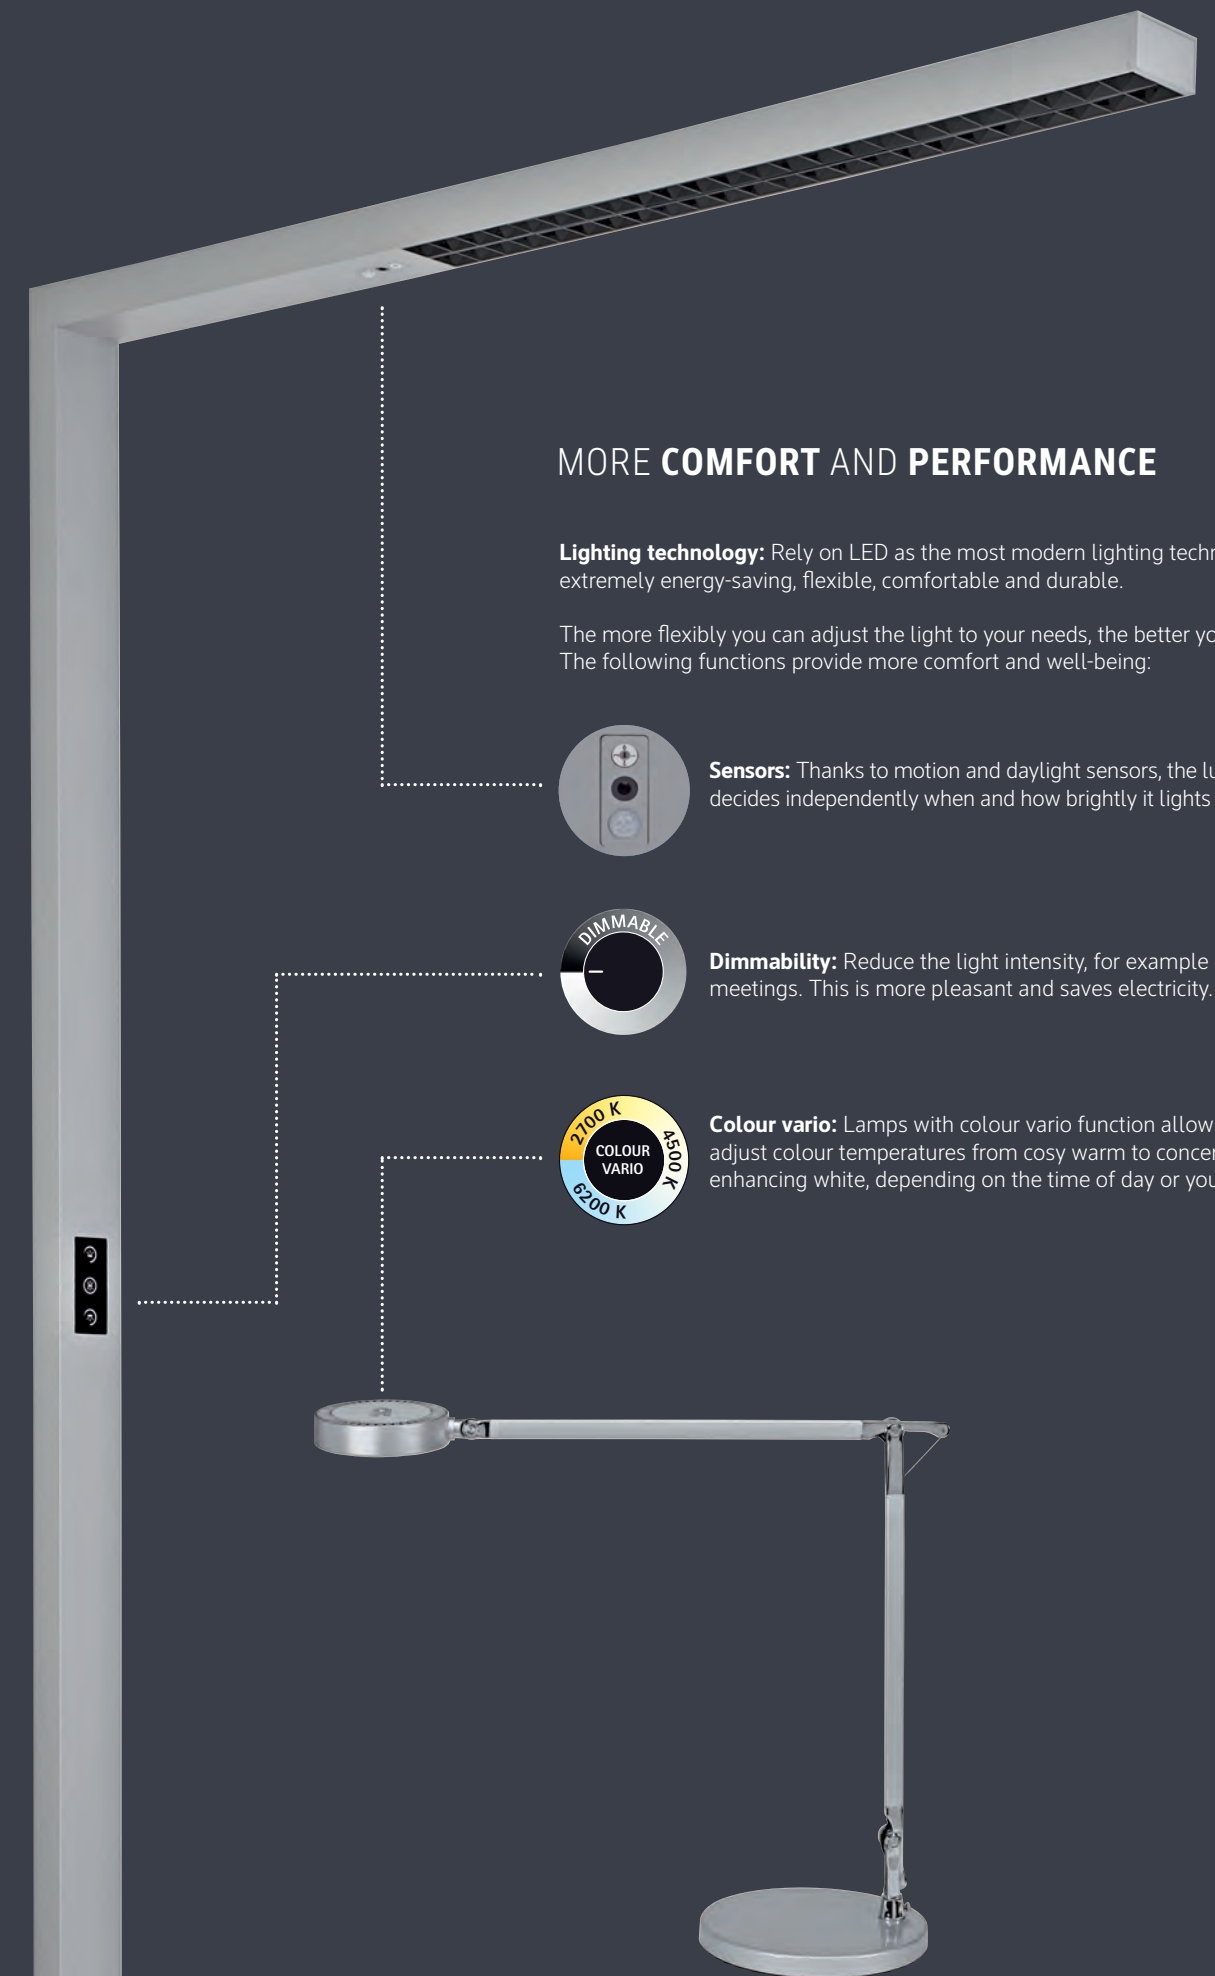 MORE COMFORT AND PERFORMANCE
Lighting technology: Rely on LED as the most modern lighting
extremely energy-saving, flexible, comfortable and durable.
The more flexibly you can adjust the light to your needs, the better
The following functions provide more comfort and well-being:
Sensors: Thanks to motion and daylight sensors, the
decides independently when and how brightly it lights
DIMMABLE
Dimmability: Reduce the light intensity, for example
meetings. This is more pleasant and saves electricity.
2700 K
4500 K
COLOUR
VARIO
6200 K
Colour vario: Lamps with colour vario function allow
adjust colour temperatures from cosy warm to
enhancing white, depending on the time of day or